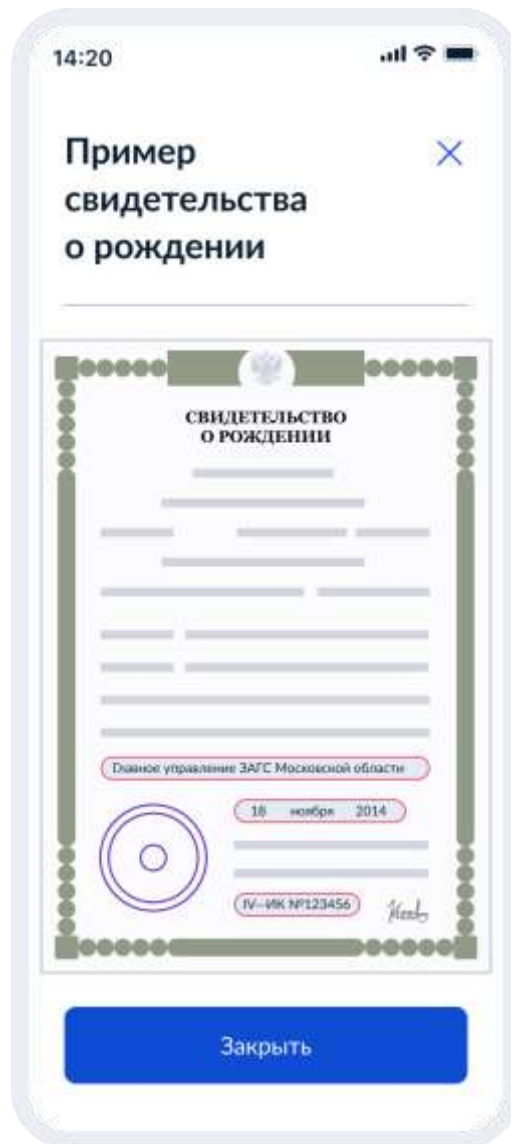 14:20
Пример
свидетельства
о рождении
СВИДЕТЕЛЬСТВО
О РОЖДЕНИИ
Главное управление ЗАГС Московской области
18 ноября 2014
IV–ИК №123456
Закрыть